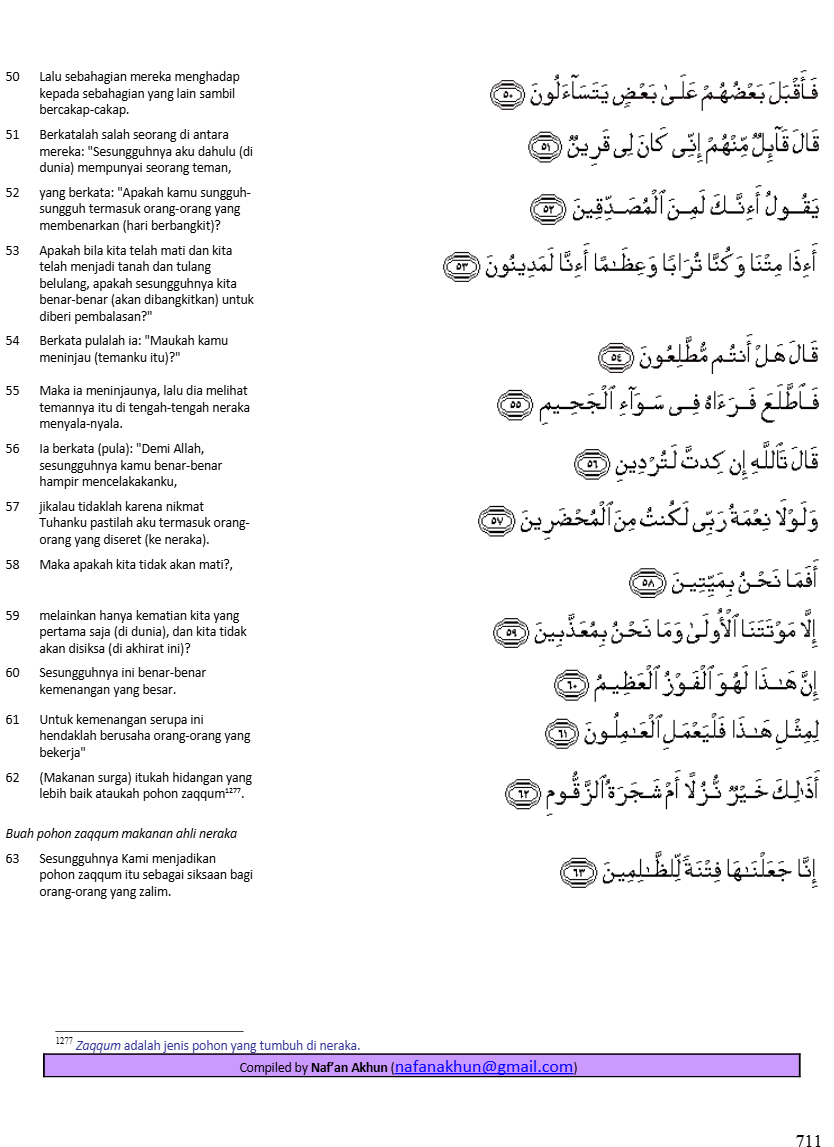 50 Lalu sebahagian mereka menghadap
kepada sebahagian yang lain sambil
bercakap-cakap.
فَأَقْبَلَ بَعْضُهُمْ عَلَىٰ بَعْضٍ يَتَسَآءَلُونَ ﴿٥٠﴾
51 Berkatalah salah seorang di antara
mereka: "Sesungguhnya aku dahulu (di
dunia) mempunyai seorang teman,
قَالَ قَآئِلٌ مِّنْهُمْ إِنِّى كَانَ لِى قَرِينٌ ﴿٥١﴾
52 yang berkata: "Apakah kamu sungguh-
sungguh termasuk orang-orang yang
membenarkan (hari berbangkit)?
يَقُولُ أَءِنَّكَ لَمِنَ ٱلْمُصَدِّقِينَ ﴿٥٢﴾
53 Apakah bila kita telah mati dan kita
telah menjadi tanah dan tulang
belulang, apakah sesungguhnya kita
benar-benar (akan dibangkitkan) untuk
diberi pembalasan?"
أَءِذَا مِتْنَا وَكُنَّا تُرَابًا وَعِظَـٰمًا أَءِنَّا لَمَدِينُونَ ﴿٥٣﴾
54 Berkata pulalah ia: "Maukah kamu
meninjau (temanku itu)?"
قَالَ هَلْ أَنتُم مُّطَّلِعُونَ ﴿٥٤﴾
55 Maka ia meninjaunya, lalu dia melihat
temannya itu di tengah-tengah neraka
menyala-nyala.
فَٱطَّلَعَ فَرَءَاهُ فِى سَوَآءِ ٱلْجَحِيمِ ﴿٥٥﴾
56 Ia berkata (pula): "Demi Allah,
sesungguhnya kamu benar-benar
hampir mencelakakanku,
قَالَ تَٱللَّهِ إِن كِدتَّ لَتُرْدِينِ ﴿٥٦﴾
57 jikalau tidaklah karena nikmat
Tuhanku pastilah aku termasuk orang-
orang yang diseret (ke neraka).
وَلَوْلَا نِعْمَةُ رَبِّى لَكُنتُ مِنَ ٱلْمُحْضَرِينَ ﴿٥٧﴾
58 Maka apakah kita tidak akan mati?,
أَفَمَا نَحْنُ بِمَيِّتِينَ ﴿٥٨﴾
59 melainkan hanya kematian kita yang
pertama saja (di dunia), dan kita tidak
akan disiksa (di akhirat ini)?
إِلَّا مَوْتَتَنَا ٱلْأُولَىٰ وَمَا نَحْنُ بِمُعَذَّبِينَ ﴿٥٩﴾
60 Sesungguhnya ini benar-benar
kemenangan yang besar.
إِنَّ هَـٰذَا لَهُوَ ٱلْفَوْزُ ٱلْعَظِيمُ ﴿٦٠﴾
61 Untuk kemenangan serupa ini
hendaklah berusaha orang-orang yang
bekerja"
لِمِثْلِ هَـٰذَا فَلْيَعْمَلِ ٱلْعَـٰمِلُونَ ﴿٦١﴾
62 (Makanan surga) itukah hidangan yang
lebih baik ataukah pohon zaqqum¹²⁷⁷.
أَذَٰلِكَ خَيْرٌ نُّزُلًا أَمْ شَجَرَةُ ٱلزَّقُّومِ ﴿٦٢﴾
Buah pohon zaqqum makanan ahli neraka
63 Sesungguhnya Kami menjadikan
pohon zaqqum itu sebagai siksaan bagi
orang-orang yang zalim.
إِنَّا جَعَلْنَـٰهَا فِتْنَةً لِّلظَّـٰلِمِينَ ﴿٦٣﴾
¹²⁷⁷ Zaqqum adalah jenis pohon yang tumbuh di neraka.
Compiled by Naf’an Akhun (nafanakhun@gmail.com)
711